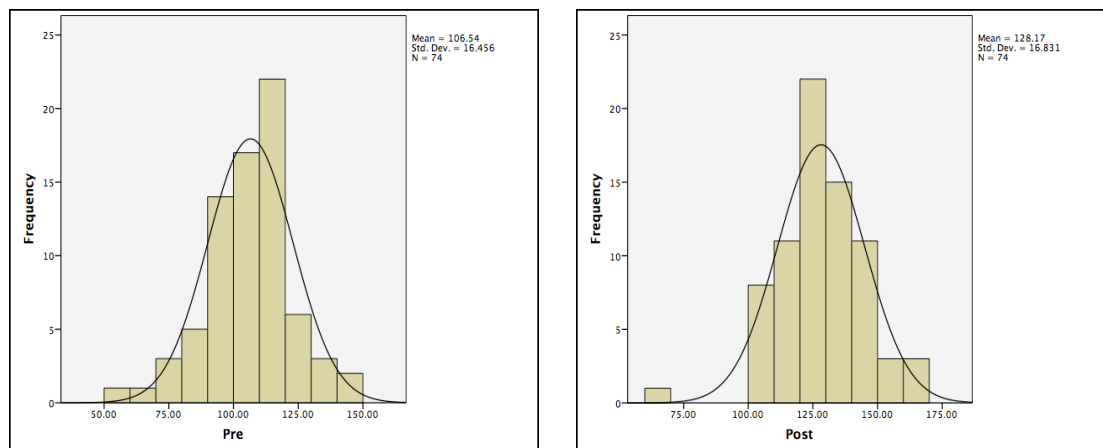 Mean = 106.54
Std. Dev. = 16.456
N = 74
Frequency
25
20
15
10
5
0
50.00 75.00 100.00 125.00 150.00
Pre
Mean = 128.17
Std. Dev. = 16.831
N = 74
Frequency
25
20
15
10
5
0
75.00 100.00 125.00 150.00 175.00
Post